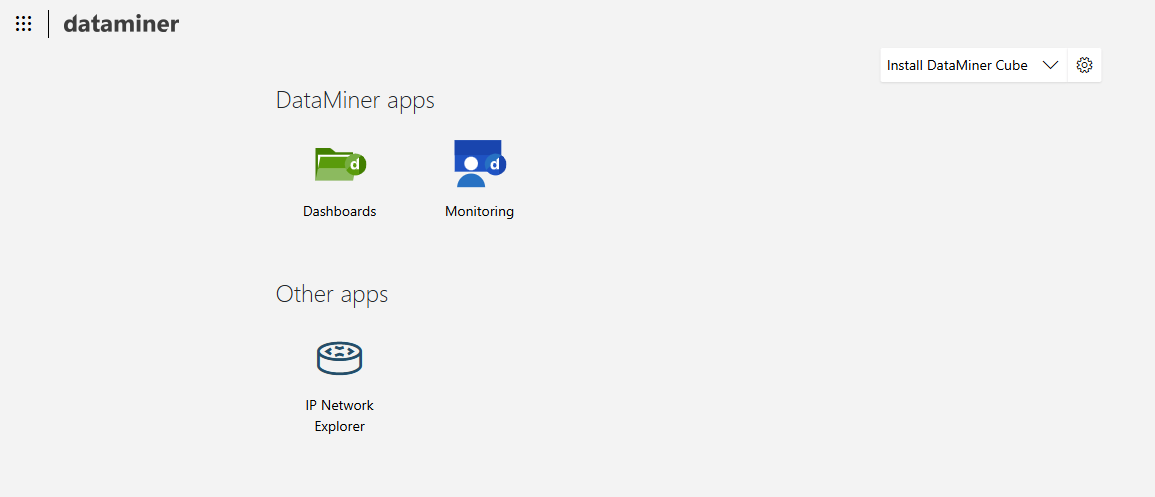 dataminer
Install DataMiner Cube
DataMiner apps
d
d
Dashboards
Monitoring
Other apps
IP Network
Explorer